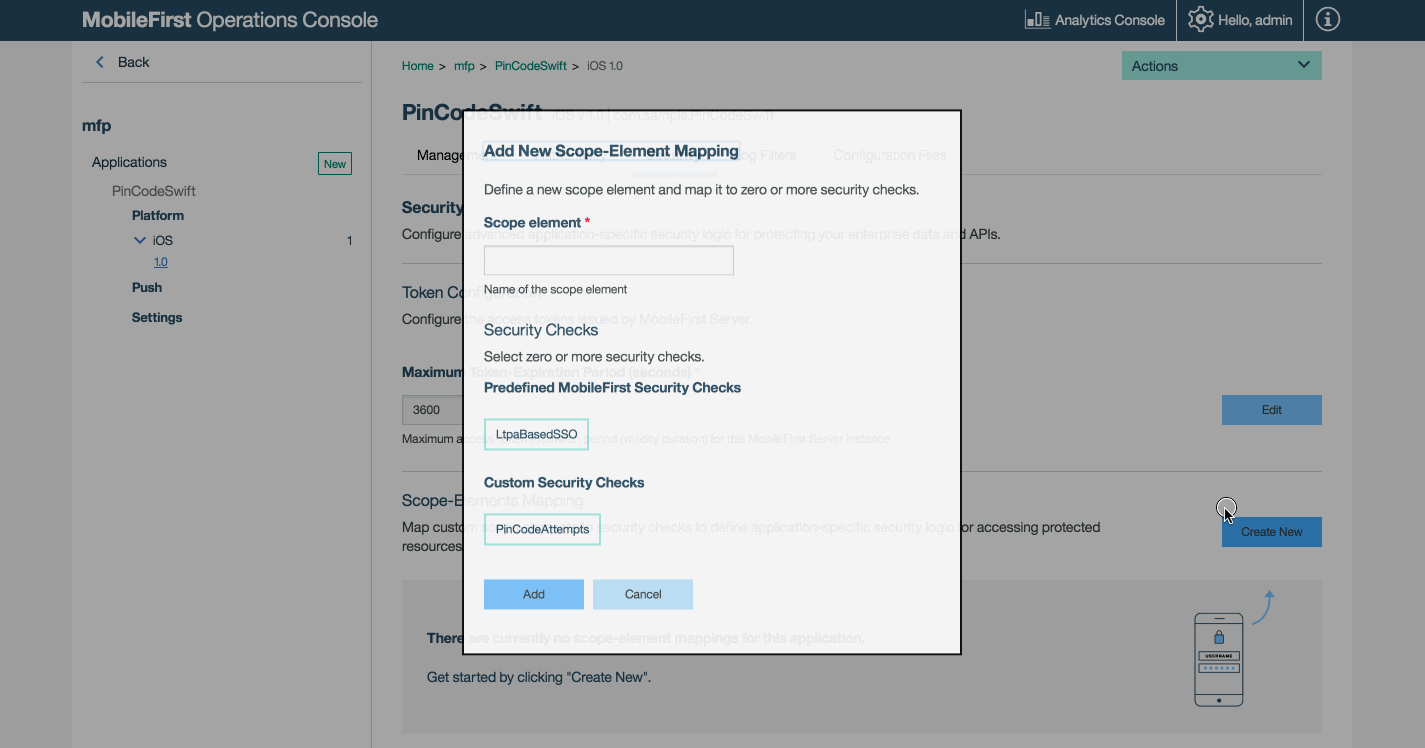 MobileFirst Operations Console
Analytics Console
Hello, admin
Back
Home > mfp > PinCodeSwift > iOS 1.0
Actions
mfp
Applications
New
PinCodeSwift
Platform
iOS 1
1.0
Push
Settings
PinCodeSwift iOS v 1.0 | com.sample.PinCodeSwift
Log Filters
Configuration Files
Security
Configure advanced application-specific security logic for protecting your enterprise data and APIs.
Token Configuration
Configure the access tokens issued by MobileFirst Server.
Maximum Token-Expiration Period (seconds) *
3600
Edit
Maximum access-token expiration period (validity duration) for this MobileFirst Server instance
Scope-Elements Mapping
Map custom security checks to define application-specific security logic for accessing protected
resources
Create New
There are currently no scope-element mappings for this application.
Get started by clicking "Create New".
USERNAME
Add New Scope-Element Mapping
Define a new scope element and map it to zero or more security checks.
Scope element *
Name of the scope element
Security Checks
Select zero or more security checks.
Predefined MobileFirst Security Checks
LtpaBasedSSO
Custom Security Checks
PinCodeAttempts
Add
Cancel